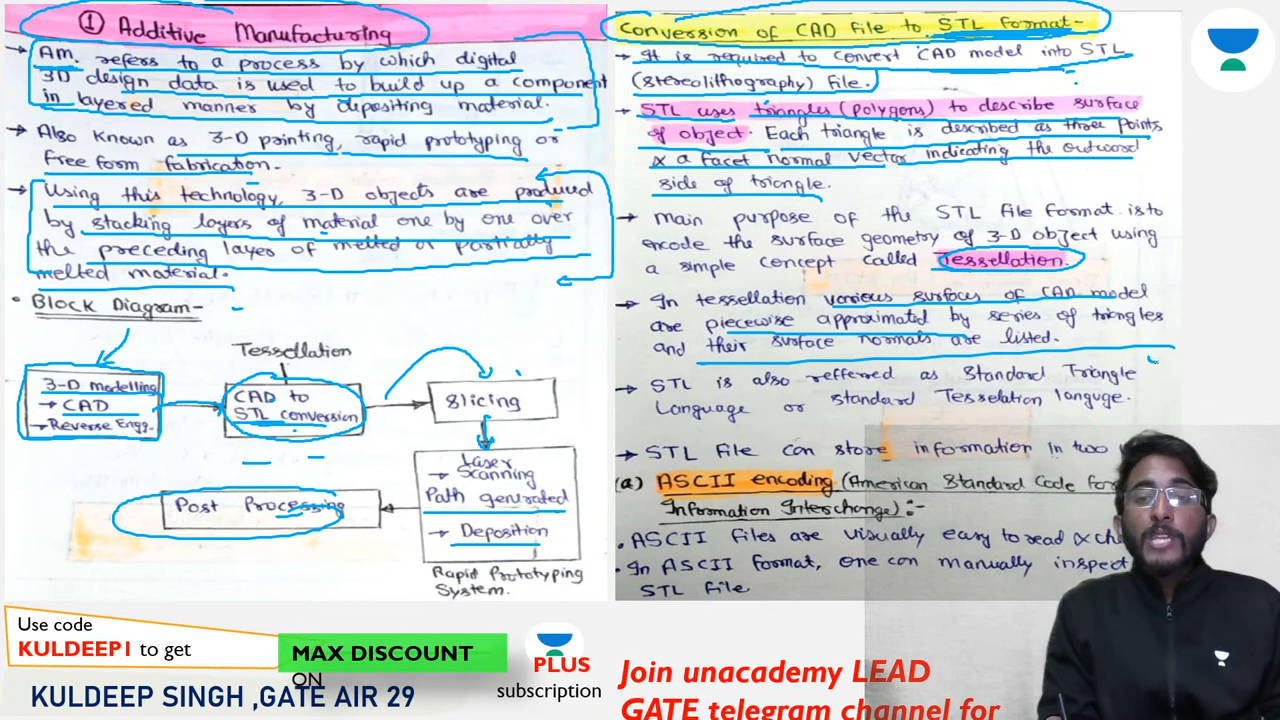 ① Additive Manufacturing
→ Am. refers to a process by which digital
3D design data is used to build up a component
in layered manner by depositing material.
→ Also known as 3-D printing, rapid prototyping or
free form fabrication.
→ Using this technology, 3-D objects are produced
by stacking layers of material one by one over
the preceding layer of melted or partially
melted material.
• Block Diagram-
Tessellation
3-D modelling
→ CAD
→ Reverse Engg.
CAD to
STL conversion
Slicing
Laser
→ Scanning
Path generated
→ Deposition
Post Processing
Rapid Prototyping
System.
Conversion of CAD file to STL format-
→ It is required to convert CAD model into STL
(stereolithography) file.
→ STL uses triangles (polygons) to describe surface
of object. Each triangle is described as three points
& a facet normal vector indicating the outward
side of triangle.
→ main purpose of the STL file format is to
encode the surface geometry of 3-D object using
a simple concept called Tessellation.
→ In tessellation various surfaces of CAD model
are piecewise approximated by series of triangles
and their surface normals are listed.
→ STL is also reffered as Standard Triangle
Language or standard Tesselation languge.
→ STL file can store information in two
(a) ASCII encoding (American Standard Code for
Information Interchange):-
• ASCII files are visually easy to read &
• In ASCII format, one can manually inspect
STL file
Use code
KULDEEP1 to get
MAX DISCOUNT
ON
PLUS
subscription
KULDEEP SINGH ,GATE AIR 29
Join unacademy LEAD
GATE telegram channel for